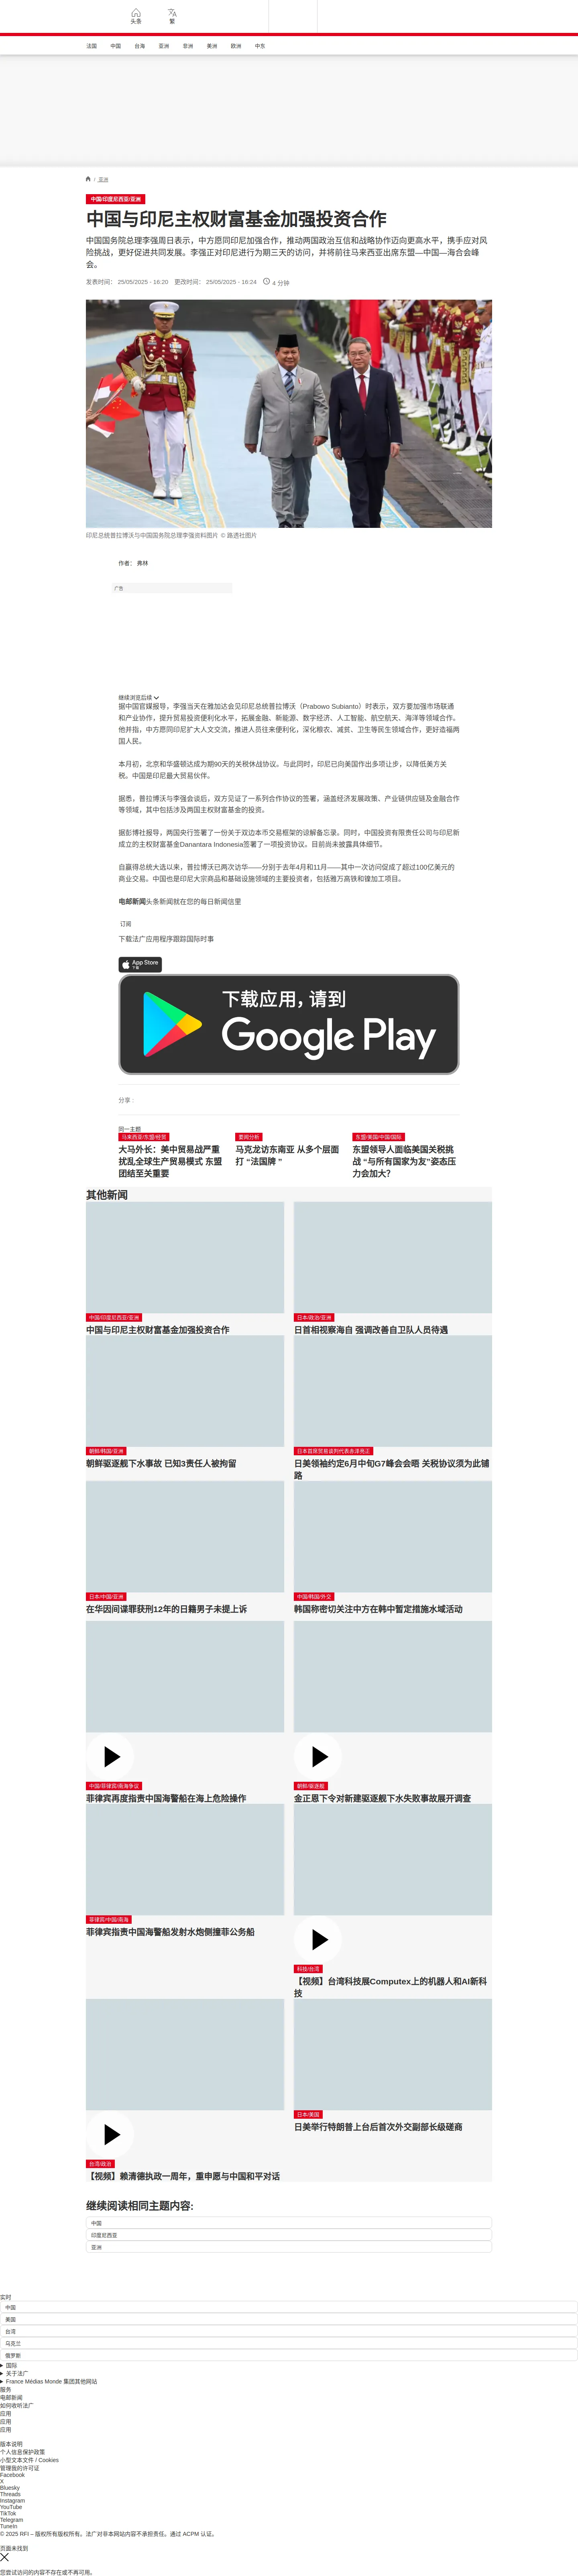 头条
繁
法国 中国 台海 亚洲 非洲 美洲 欧洲 中东
/ 亚洲
中国/印度尼西亚/亚洲
中国与印尼主权财富基金加强投资合作
中国国务院总理李强周日表示，中方愿同印尼加强合作，推动两国政治互信和战略协作迈向更高水平，携手应对风
险挑战，更好促进共同发展。李强正对印尼进行为期三天的访问，并将前往马来西亚出席东盟—中国—海合会峰
会。
发表时间： 25/05/2025 - 16:20 更改时间： 25/05/2025 - 16:24 4 分钟
印尼总统普拉博沃与中国国务院总理李强资料图片 © 路透社图片
作者： 弗林
广告
继续浏览后续
据中国官媒报导，李强当天在雅加达会见印尼总统普拉博沃（Prabowo Subianto）时表示，双方要加强市场联通
和产业协作，提升贸易投资便利化水平，拓展金融、新能源、数字经济、人工智能、航空航天、海洋等领域合作。
他并指，中方愿同印尼扩大人文交流，推进人员往来便利化，深化粮农、减贫、卫生等民生领域合作，更好造福两
国人民。
本月初，北京和华盛顿达成为期90天的关税休战协议。与此同时，印尼已向美国作出多项让步，以降低美方关
税。中国是印尼最大贸易伙伴。
据悉，普拉博沃与李强会谈后，双方见证了一系列合作协议的签署，涵盖经济发展政策、产业链供应链及金融合作
等领域，其中包括涉及两国主权财富基金的投资。
据彭博社报导，两国央行签署了一份关于双边本币交易框架的谅解备忘录。同时，中国投资有限责任公司与印尼新
成立的主权财富基金Danantara Indonesia签署了一项投资协议。目前尚未披露具体细节。
自赢得总统大选以来，普拉博沃已两次访华——分别于去年4月和11月——其中一次访问促成了超过100亿美元的
商业交易。中国也是印尼大宗商品和基础设施领域的主要投资者，包括雅万高铁和镍加工项目。
电邮新闻头条新闻就在您的每日新闻信里
订阅
下载法广应用程序跟踪国际时事
App Store
下载
下载应用，请到
Google Play
分享 :
同一主题
马来西亚/东盟/经贸
大马外长：美中贸易战严重
扰乱全球生产贸易模式 东盟
团结至关重要
要闻分析
马克龙访东南亚 从多个层面
打 “法国牌 ”
东盟/美国/中国/国际
东盟领导人面临美国关税挑
战 “与所有国家为友”姿态压
力会加大？
其他新闻
中国/印度尼西亚/亚洲
中国与印尼主权财富基金加强投资合作
日本/政治/亚洲
日首相视察海自 强调改善自卫队人员待遇
朝鲜/韩国/亚洲
朝鲜驱逐舰下水事故 已知3责任人被拘留
日本首席贸易谈判代表赤泽亮正
日美领袖约定6月中旬G7峰会会晤 关税协议须为此铺
路
日本/中国/亚洲
在华因间谍罪获刑12年的日籍男子未提上诉
中国/韩国/外交
韩国称密切关注中方在韩中暂定措施水域活动
中国/菲律宾/南海争议
菲律宾再度指责中国海警船在海上危险操作
朝鲜/驱逐舰
金正恩下令对新建驱逐舰下水失败事故展开调查
菲律宾/中国/南海
菲律宾指责中国海警船发射水炮侧撞菲公务船
科技/台湾
【视频】台湾科技展Computex上的机器人和AI新科
技
台湾/政治
【视频】赖清德执政一周年，重申愿与中国和平对话
日本/美国
日美举行特朗普上台后首次外交副部长级磋商
继续阅读相同主题内容:
中国
印度尼西亚
亚洲
实时
中国
美国
台湾
乌克兰
俄罗斯
国际
关于法广
France Médias Monde 集团其他网站
服务
电邮新闻
如何收听法广
应用
应用
应用
版本说明
个人信息保护政策
小型文本文件 / Cookies
管理我的许可证
Facebook
X
Bluesky
Threads
Instagram
YouTube
TikTok
Telegram
TuneIn
© 2025 RFI – 版权所有版权所有。法广对非本网站内容不承担责任。通过 ACPM 认证。
页面未找到
您尝试访问的内容不存在或不再可用。